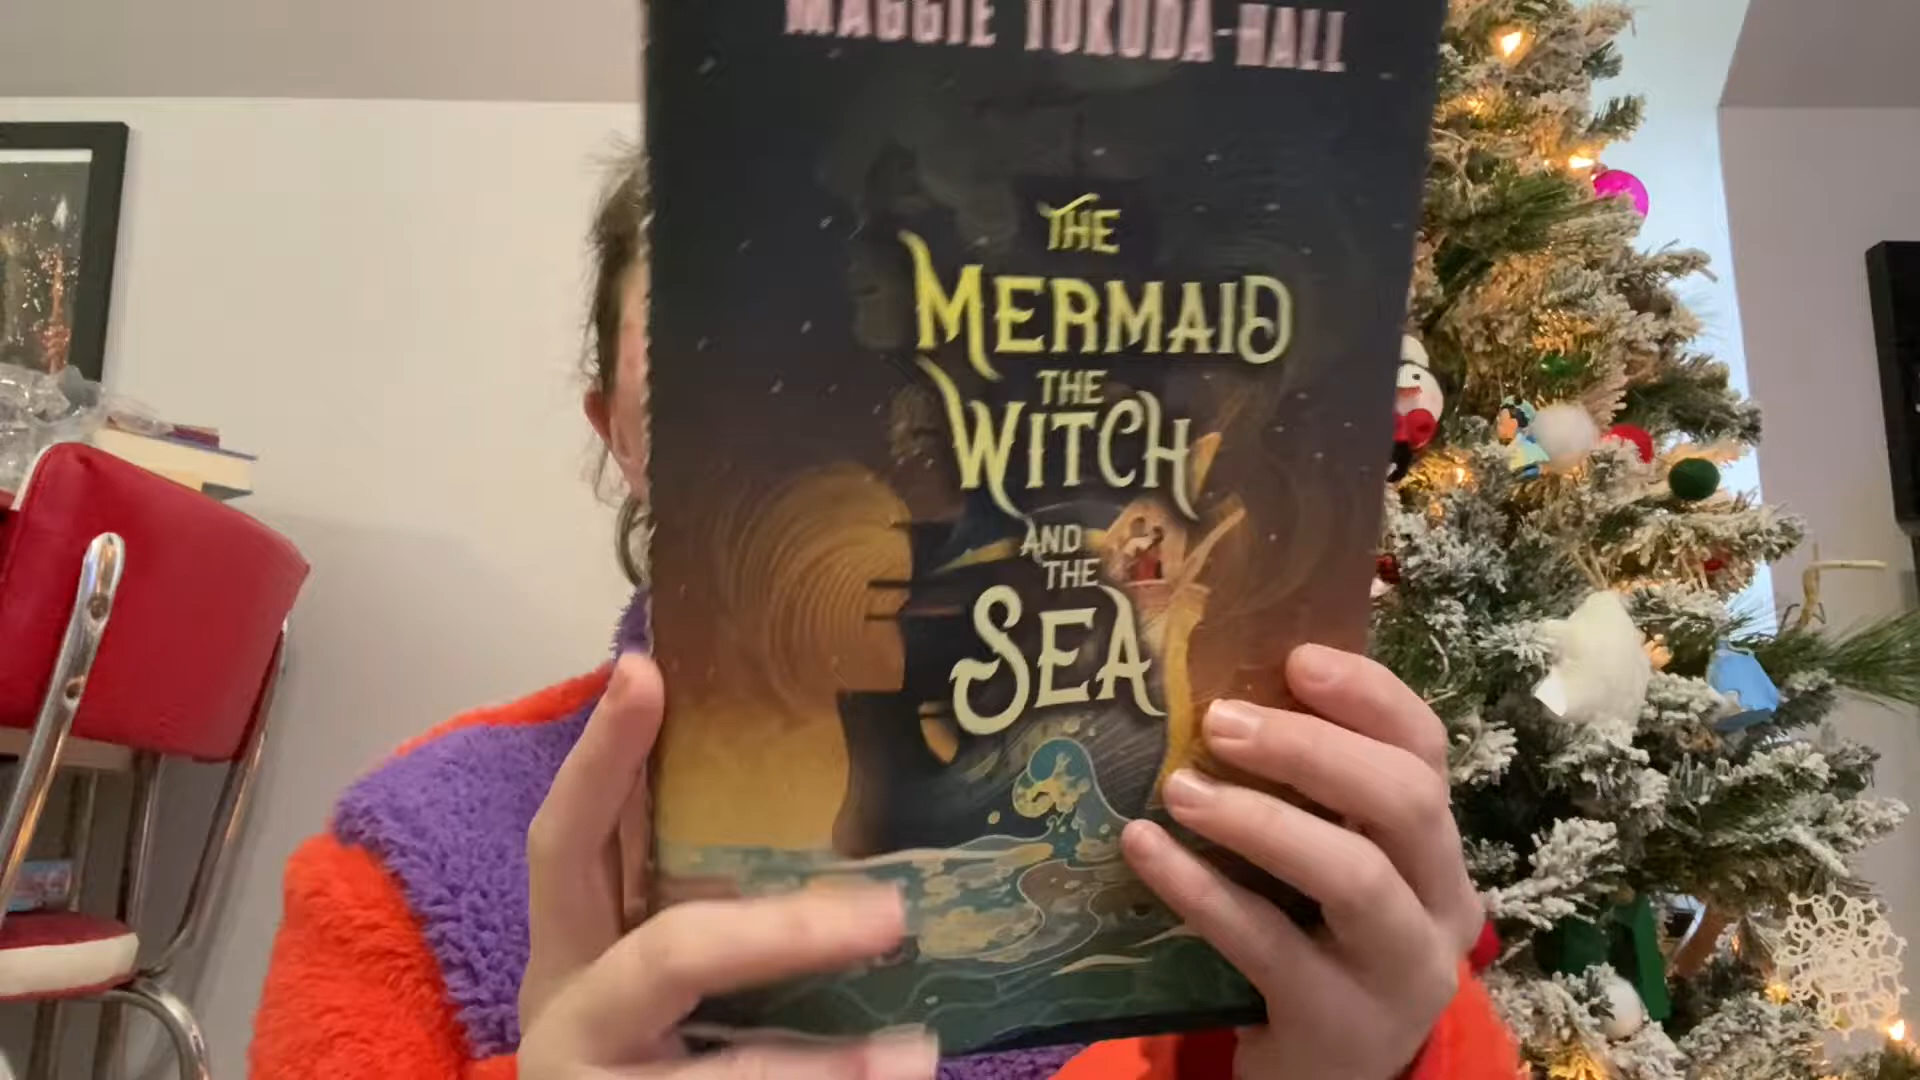 MAGGIE TOKUDA-HALL
THE
MERMAID
THE
WITCH
AND
THE
SEA